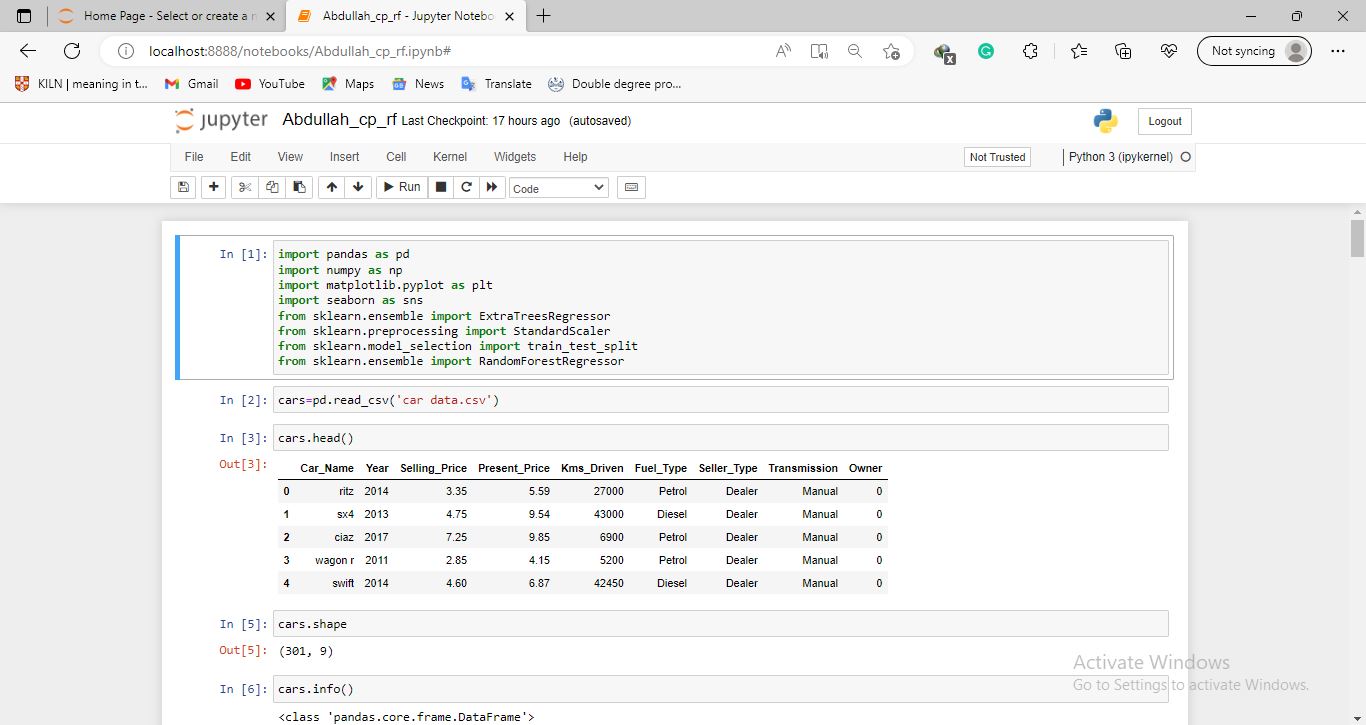 Home Page - Select or create a n
Abdullah_cp_rf - Jupyter Notebo
localhost:8888/notebooks/Abdullah_cp_rf.ipynb#
Not syncing
KILN | meaning in t...
Gmail
YouTube
Maps
News
Translate
Double degree pro...
jupyter Abdullah_cp_rf Last Checkpoint: 17 hours ago (autosaved)
Logout
File Edit View Insert Cell Kernel Widgets Help
Not Trusted
Python 3 (ipykernel)
Run
Code
In [1]: import pandas as pd
import numpy as np
import matplotlib.pyplot as plt
import seaborn as sns
from sklearn.ensemble import ExtraTreesRegressor
from sklearn.preprocessing import StandardScaler
from sklearn.model_selection import train_test_split
from sklearn.ensemble import RandomForestRegressor
In [2]: cars=pd.read_csv('car data.csv')
In [3]: cars.head()
Out[3]:
Car_Name Year Selling_Price Present_Price Kms_Driven Fuel_Type Seller_Type Transmission Owner
0 ritz 2014 3.35 5.59 27000 Petrol Dealer Manual 0
1 sx4 2013 4.75 9.54 43000 Diesel Dealer Manual 0
2 ciaz 2017 7.25 9.85 6900 Petrol Dealer Manual 0
3 wagon r 2011 2.85 4.15 5200 Petrol Dealer Manual 0
4 swift 2014 4.60 6.87 42450 Diesel Dealer Manual 0
In [5]: cars.shape
Out[5]: (301, 9)
In [6]: cars.info()
<class 'pandas.core.frame.DataFrame'>
Activate Windows
Go to Settings to activate Windows.